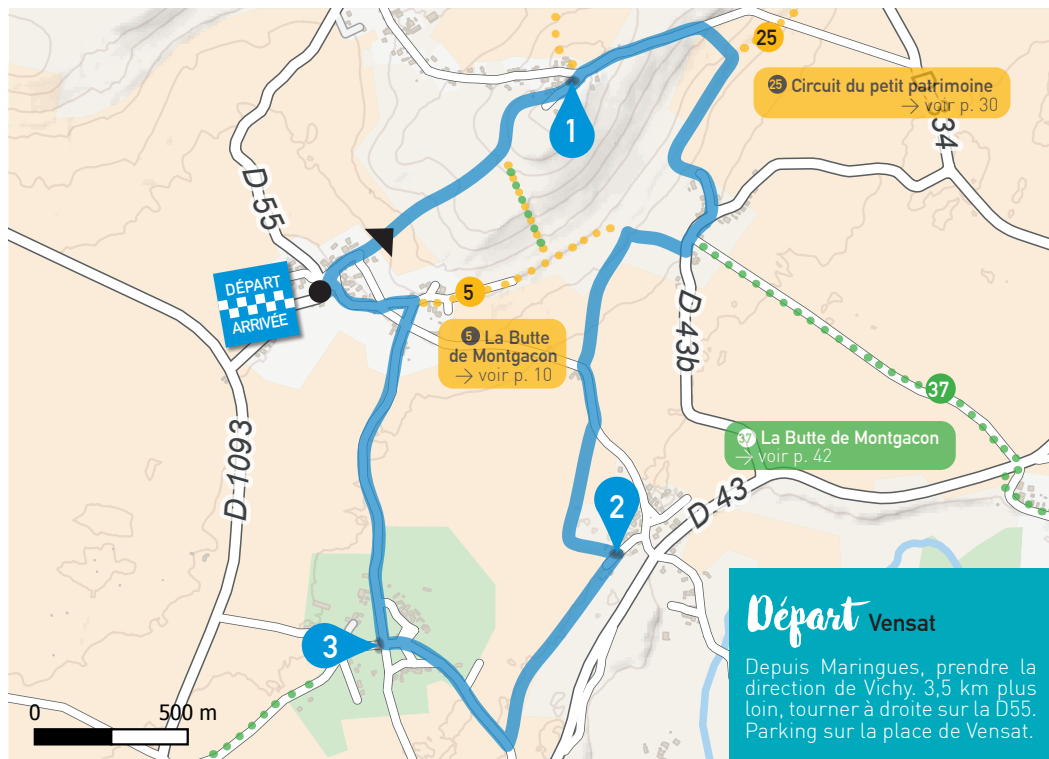 25
25 Circuit du petit patrimoine
→ voir p. 30
D 34
1
D 55
DÉPART
ARRIVÉE
5
5 La Butte
de Montgacon
→ voir p. 10
D 43b
37
37 La Butte de Montgacon
→ voir p. 42
D 1093
2
D 43
3
0 500 m
Départ Vensat
Depuis Maringues, prendre la
direction de Vichy. 3,5 km plus
loin, tourner à droite sur la D55.
Parking sur la place de Vensat.